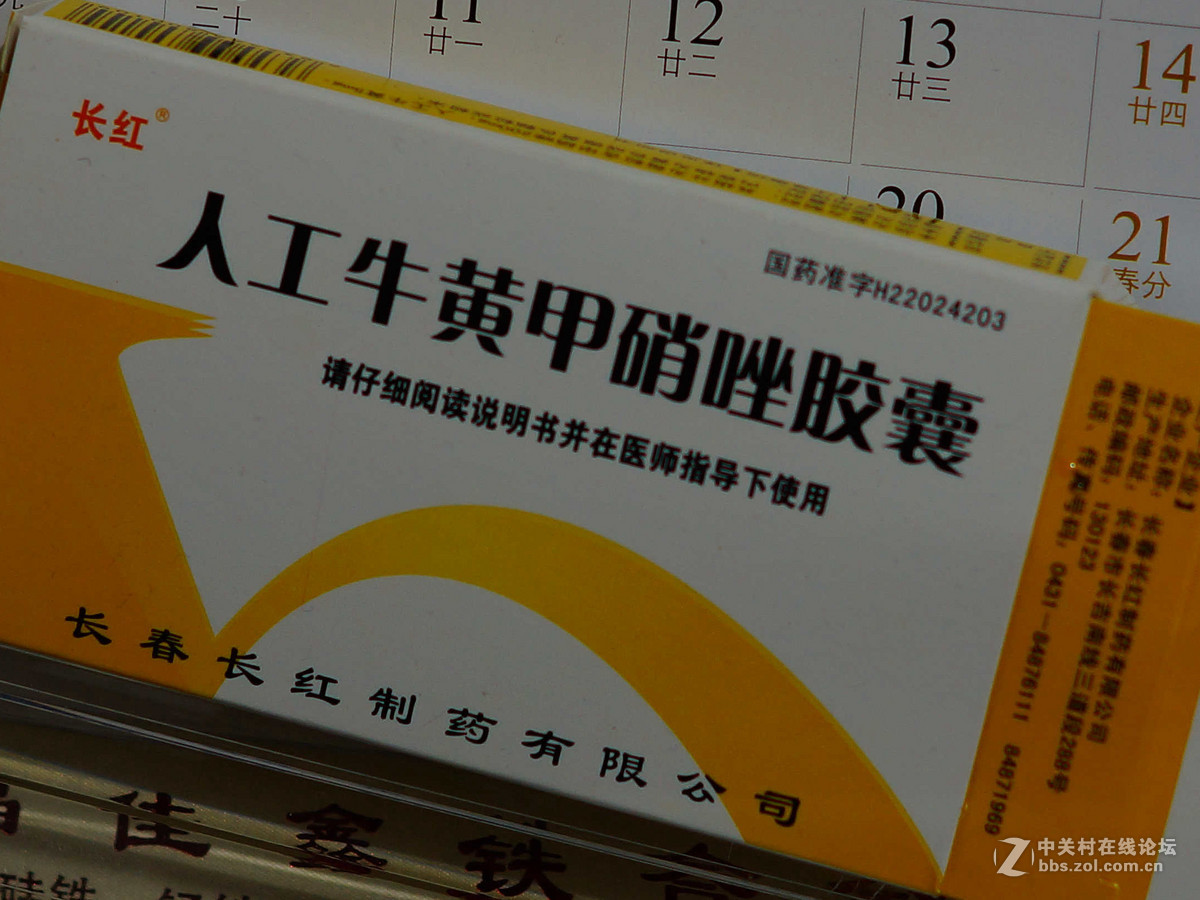 二十
11
廿一
12
廿二
13
廿三
14
廿四
20
21
春分
长红®
国药准字H22024203
人工牛黄甲硝唑胶囊
请仔细阅读说明书并在医师指导下使用
长春长红制药有限公司
企业名称：长春长红制药有限公司
生产地址：长春市长吉南线三道段288号
邮政编码：130123
电话、传真号码：0431-84876111 84871969
佳鑫铁合
硅铁
中关村在线论坛
bbs.zol.com.cn